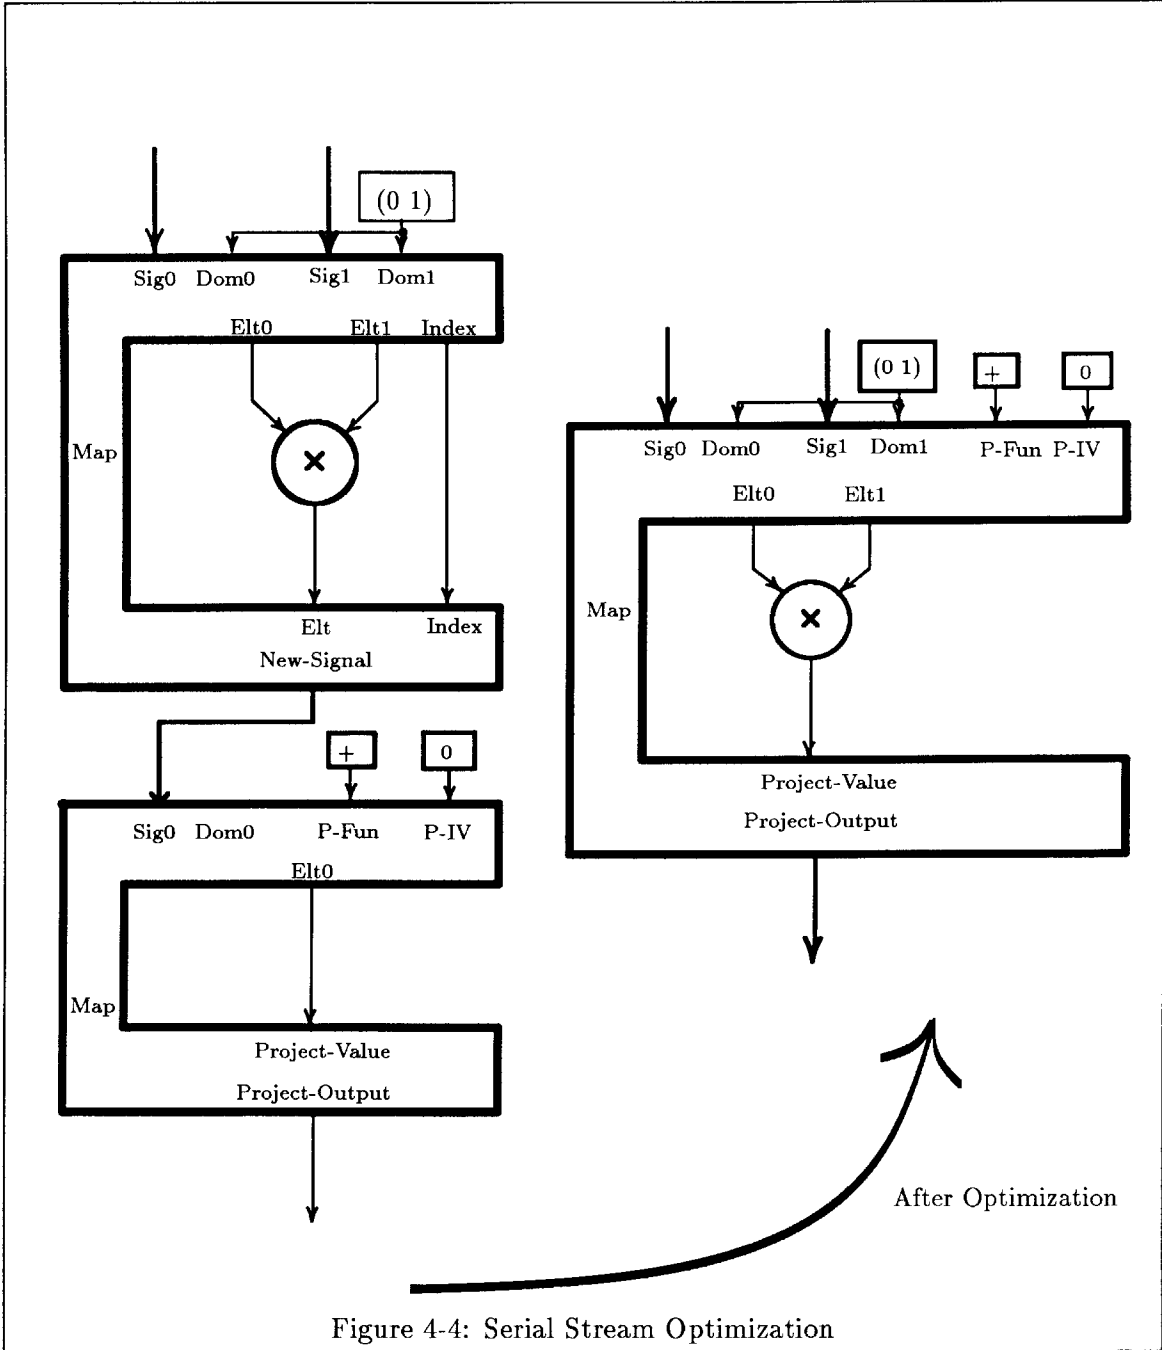 (0 1)
Sig0 Dom0 Sig1 Dom1
Elt0 Elt1 Index
Map
×
Elt Index
New-Signal
+ 0
Sig0 Dom0 P-Fun P-IV
Elt0
Map
Project-Value
Project-Output
(0 1) + 0
Sig0 Dom0 Sig1 Dom1 P-Fun P-IV
Elt0 Elt1
Map
×
Project-Value
Project-Output
After Optimization
Figure 4-4: Serial Stream Optimization